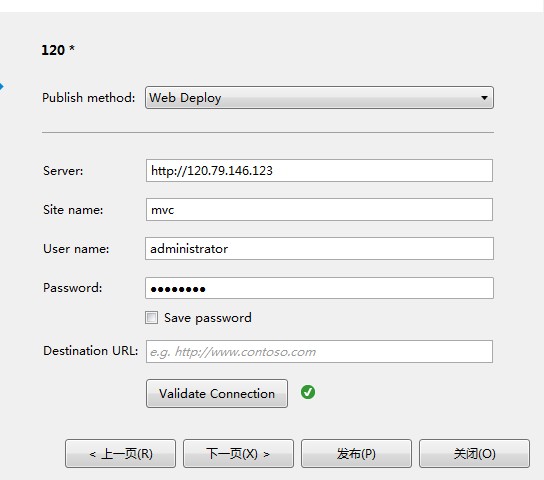 120 *
Publish method: Web Deploy
Server: http://120.79.146.123
Site name: mvc
User name: administrator
Password: ●●●●●●●●
Save password
Destination URL: e.g. http://www.contoso.com
Validate Connection
< 上一页(R) 下一页(X) > 发布(P) 关闭(O)